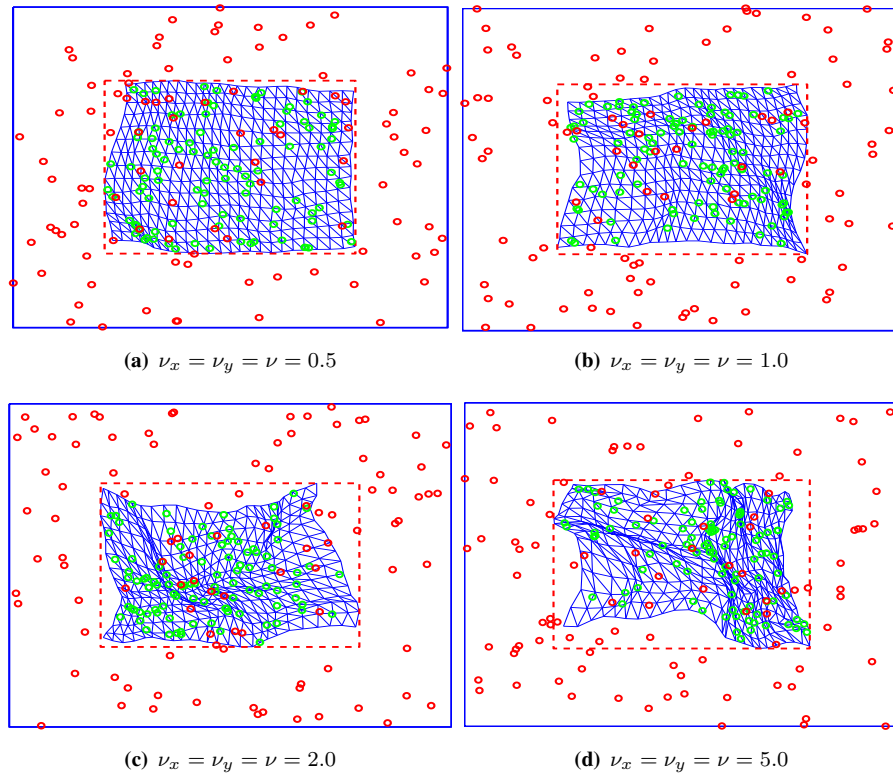 (a) νx = νy = ν = 0.5
(b) νx = νy = ν = 1.0
(c) νx = νy = ν = 2.0
(d) νx = νy = ν = 5.0